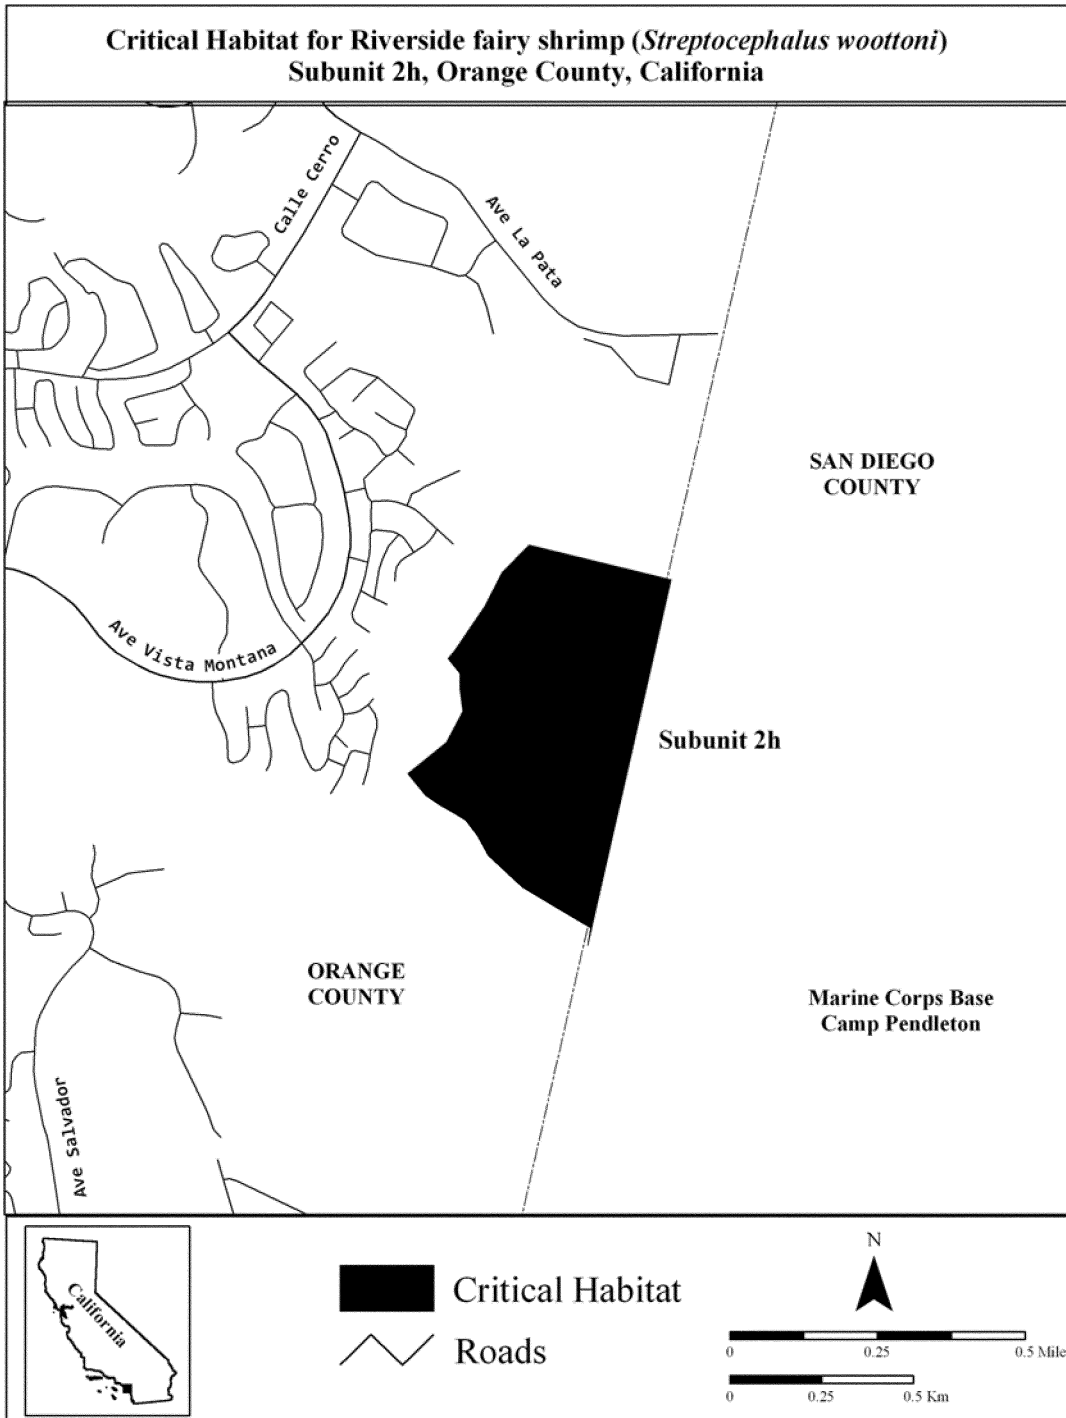 Critical Habitat for Riverside fairy shrimp (Streptocephalus woottoni)
Subunit 2h, Orange County, California
Calle Cerro
Ave La Pata
SAN DIEGO
COUNTY
Ave Vista Montana
Subunit 2h
ORANGE
COUNTY
Marine Corps Base
Camp Pendleton
Ave Salvador
California
Critical Habitat
Roads
N
0 0.25 0.5 Mile
0 0.25 0.5 Km